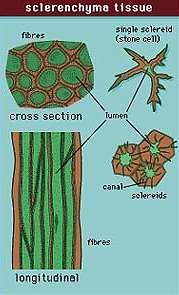 sclerenchyma tissue
fibres
single sclereid
(stone cell)
cross section
lumen
canal
sclereids
fibres
longitudinal